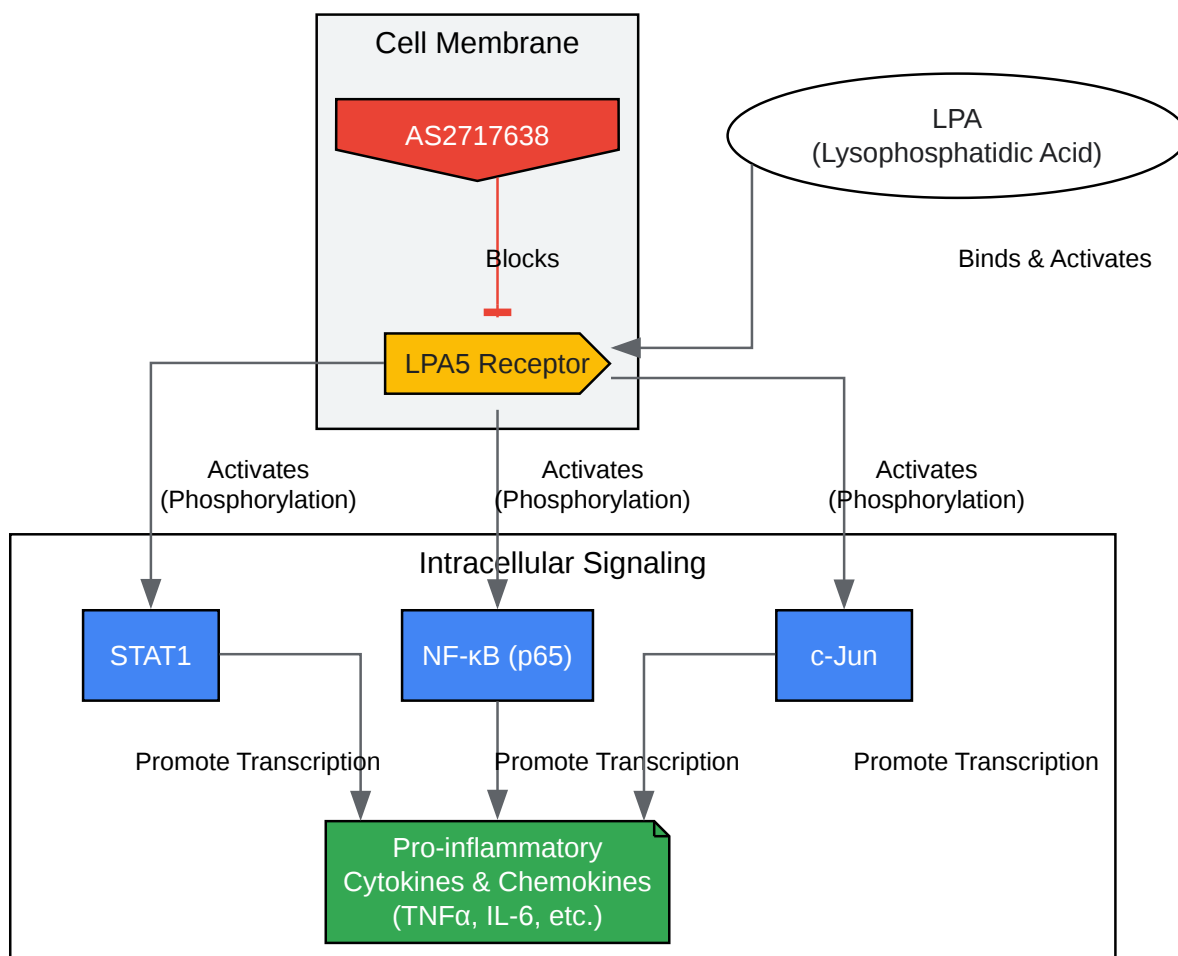 Cell Membrane
AS2717638
LPA
(Lysophosphatidic Acid)
Blocks
Binds & Activates
LPA5 Receptor
Activates
(Phosphorylation)
Activates
(Phosphorylation)
Activates
(Phosphorylation)
Intracellular Signaling
STAT1
NF-κB (p65)
c-Jun
Promote Transcription
Promote Transcription
Promote Transcription
Pro-inflammatory
Cytokines & Chemokines
(TNFα, IL-6, etc.)